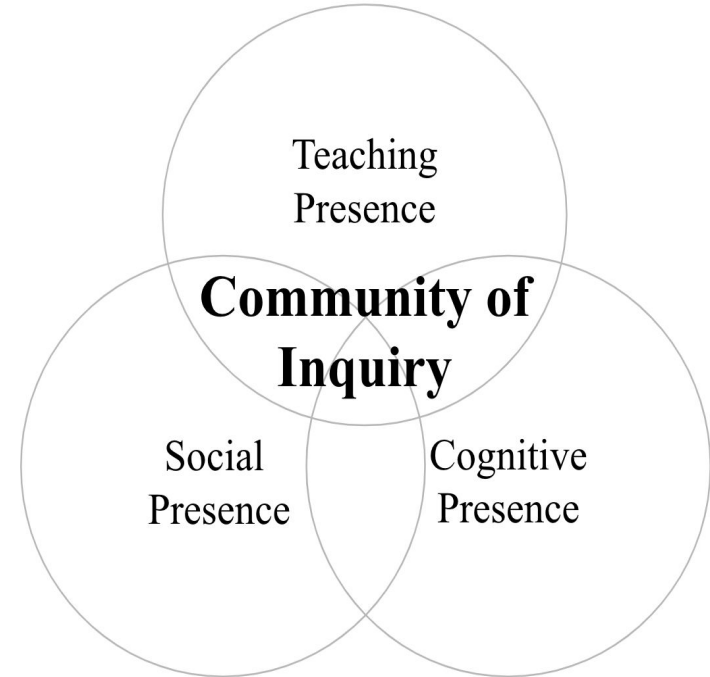 Teaching
Presence
Community of
Inquiry
Social
Presence
Cognitive
Presence